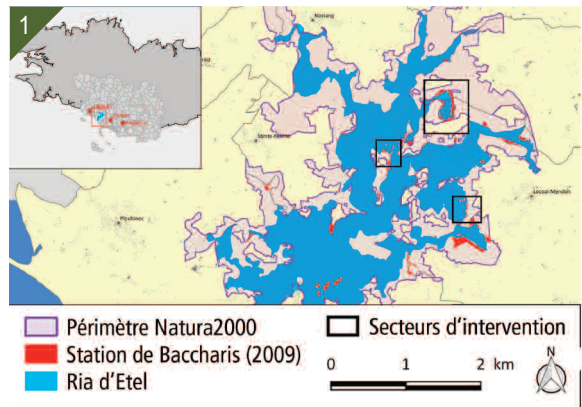 1
Nostang
Sainte-Hélène
Locoal-Mendon
Plouhinec
Périmètre Natura2000
Station de Baccharis (2009)
Ria d'Etel
Secteurs d'intervention
0 1 2 km
N